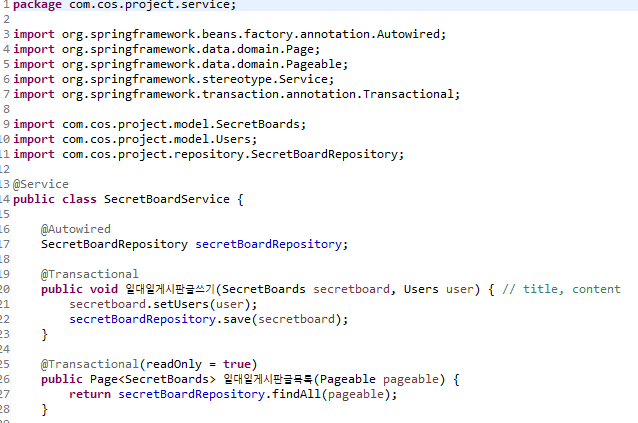 1 package com.cos.project.service;
2
3 import org.springframework.beans.factory.annotation.Autowired;
4 import org.springframework.data.domain.Page;
5 import org.springframework.data.domain.Pageable;
6 import org.springframework.stereotype.Service;
7 import org.springframework.transaction.annotation.Transactional;
8
9 import com.cos.project.model.SecretBoards;
10 import com.cos.project.model.Users;
11 import com.cos.project.repository.SecretBoardRepository;
12
13 @Service
14 public class SecretBoardService {
15
16 @Autowired
17 SecretBoardRepository secretBoardRepository;
18
19 @Transactional
20 public void 일대일게시판글쓰기(SecretBoards secretboard, Users user) { // title, content
21 secretboard.setUsers(user);
22 secretBoardRepository.save(secretboard);
23 }
24
25 @Transactional(readOnly = true)
26 public Page<SecretBoards> 일대일게시판글목록(Pageable pageable) {
27 return secretBoardRepository.findAll(pageable);
28 }